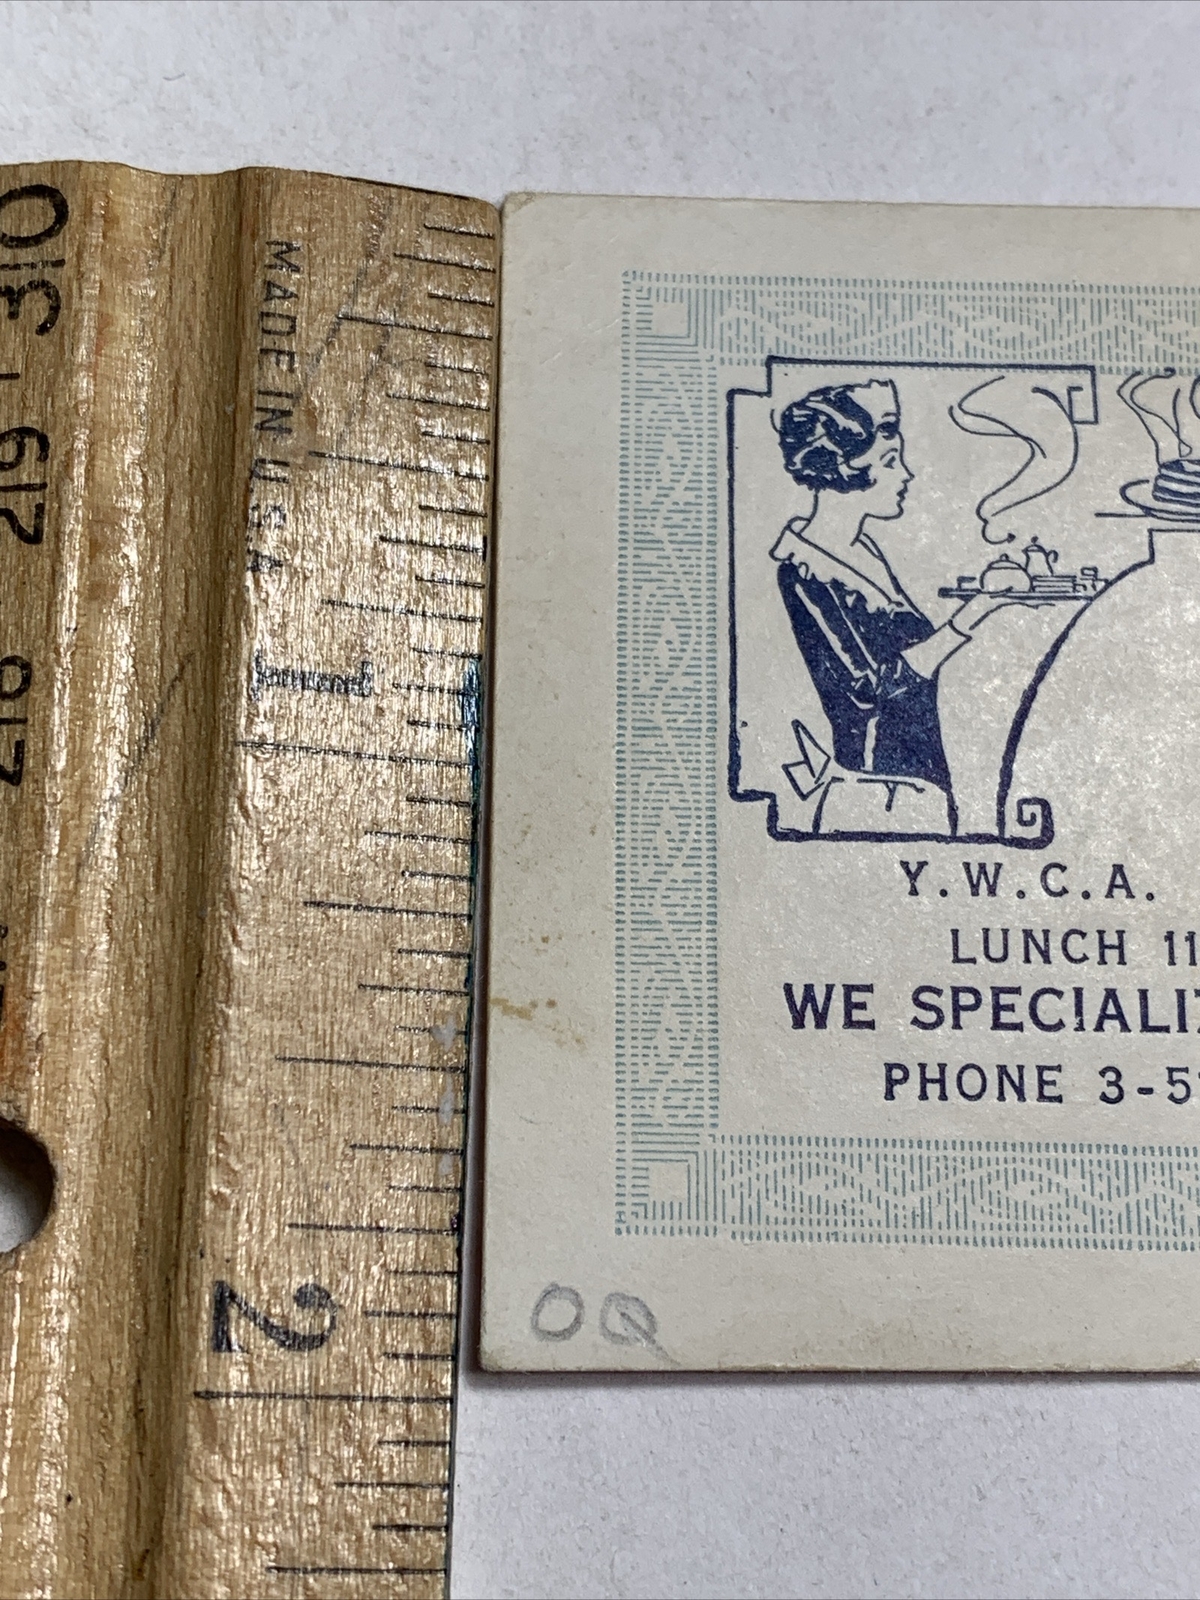 MADE IN U.S.A.
1
2
Y.W.C.A.
LUNCH 11
WE SPECIALI
PHONE 3-5